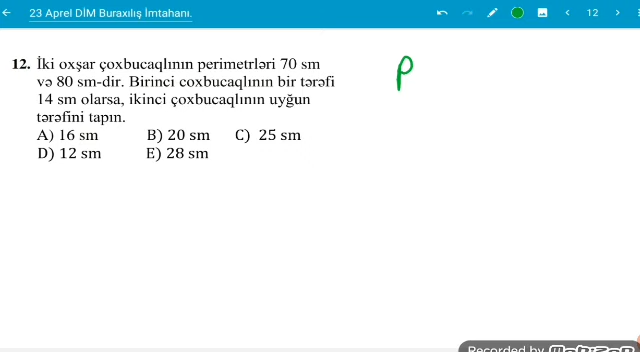 23 Aprel DİM Buraxılış İmtahanı.
12
12. İki oxşar çoxbucaqlının perimetrləri 70 sm
və 80 sm-dir. Birinci coxbucaqlının bir tərəfi
14 sm olarsa, ikinci çoxbucaqlının uyğun
tərəfini tapın.
A) 16 sm B) 20 sm C) 25 sm
D) 12 sm E) 28 sm
P
Recorded by